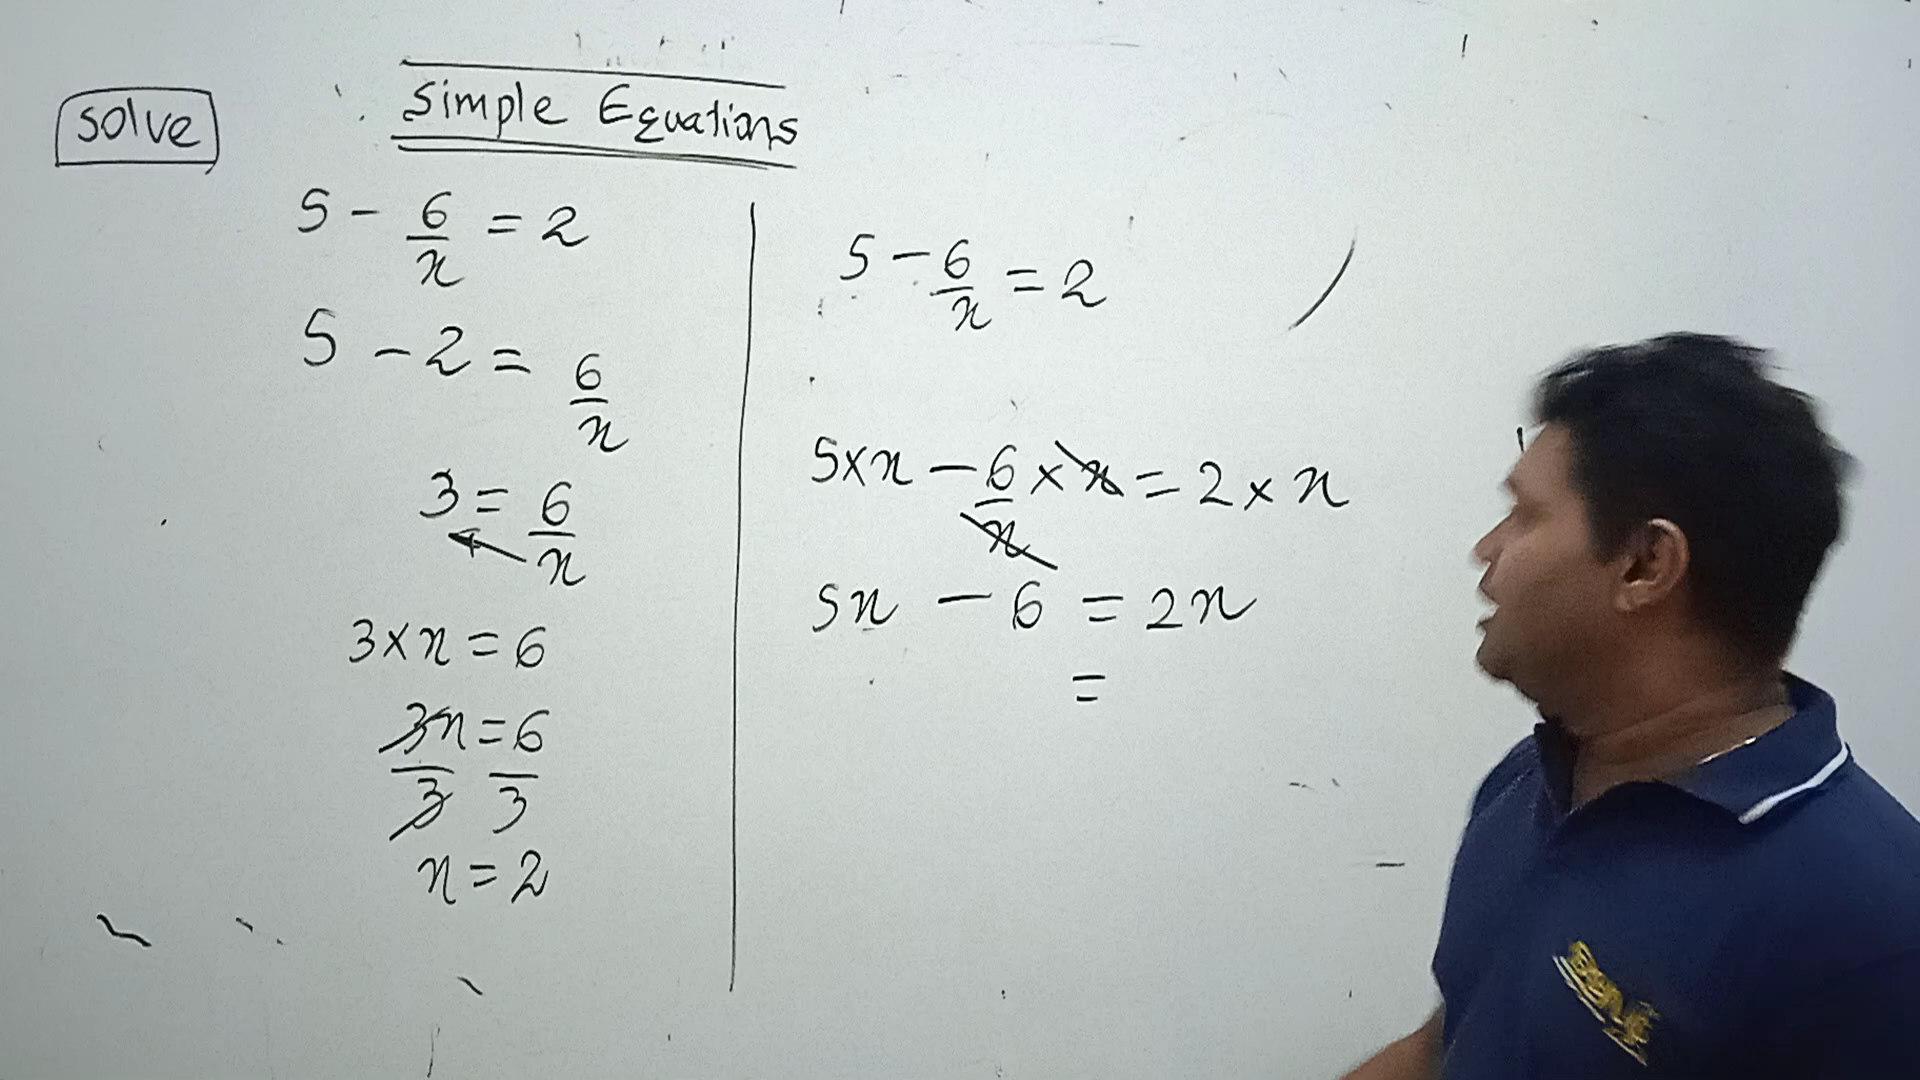 solve
Simple Equations
5 - 6/x = 2
5 - 2 = 6/x
3 = 6/x
3 × x = 6
3x/3 = 6/3
x = 2
5 - 6/x = 2
5 × x - 6/x × x = 2 × x
5x - 6 = 2x
=